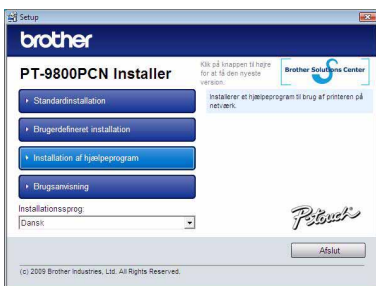 Setup
brother
PT-9800PCN Installer
Klik på knappen til højre
for at få den nyeste
version.
Brother Solutions Center
Standardinstallation
Installerer et hjælpeprogram til brug af printeren på
netværk.
Brugerdefineret installation
Installation af hjælpeprogram
Brugsanvisning
Installationssprog:
Dansk
P-touch
Afslut
(c) 2009 Brother Industries, Ltd. All Rights Reserved.